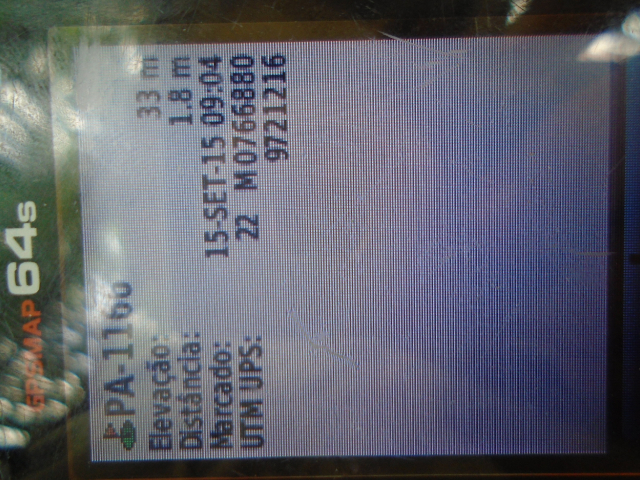 GPSMAP 64s
PA-1166
Elevação: 33 m
Distância: 1.8 m
Marcado: 15-SET-15 09:04
UTM UPS: 22 M 0766880
9721216